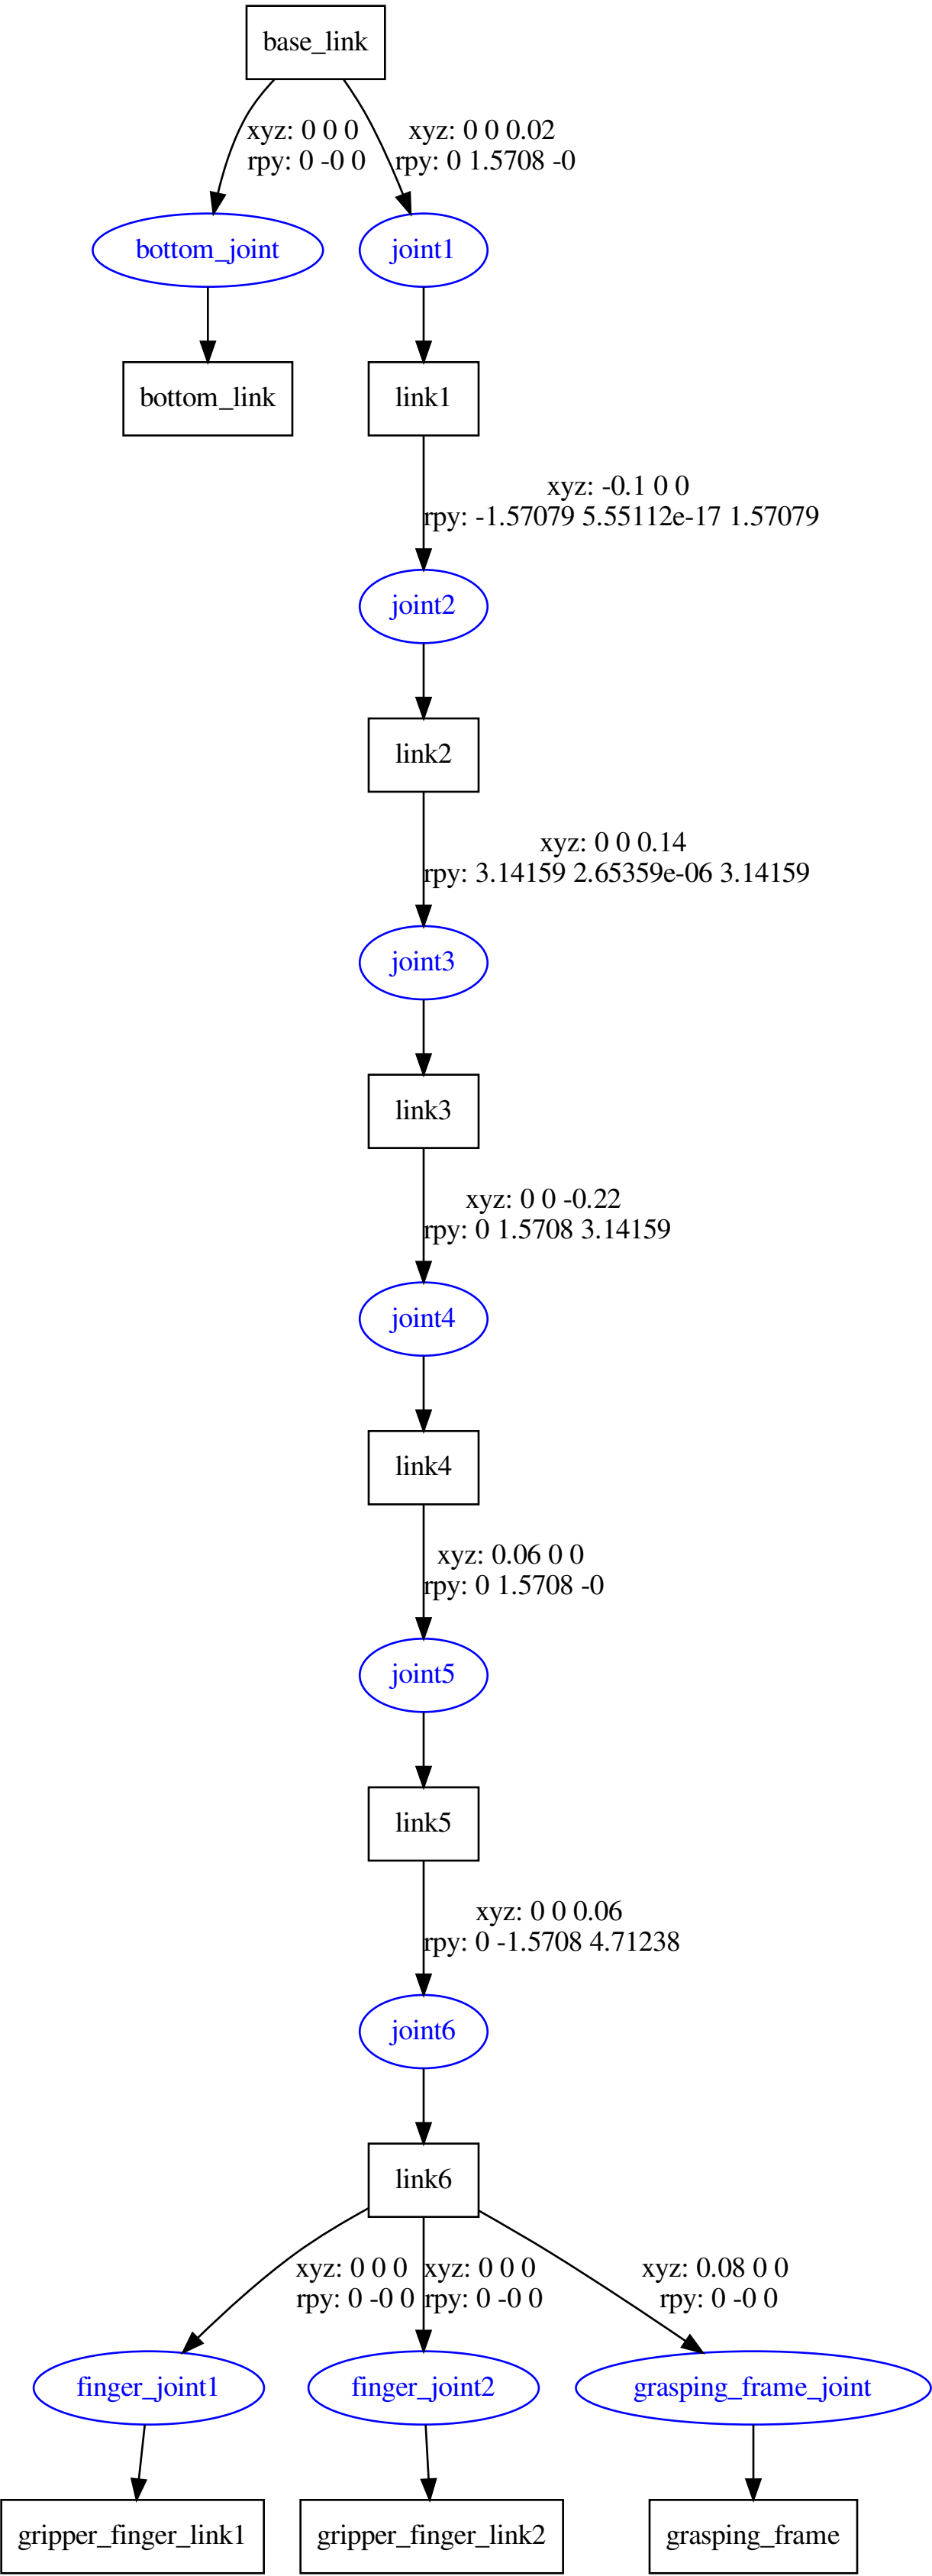 base_link
xyz: 0 0 0
rpy: 0 -0 0
xyz: 0 0 0.02
rpy: 0 1.5708 -0
bottom_joint
joint1
bottom_link
link1
xyz: -0.1 0 0
rpy: -1.57079 5.55112e-17 1.57079
joint2
link2
xyz: 0 0 0.14
rpy: 3.14159 2.65359e-06 3.14159
joint3
link3
xyz: 0 0 -0.22
rpy: 0 1.5708 3.14159
joint4
link4
xyz: 0.06 0 0
rpy: 0 1.5708 -0
joint5
link5
xyz: 0 0 0.06
rpy: 0 -1.5708 4.71238
joint6
link6
xyz: 0 0 0
rpy: 0 -0 0
xyz: 0 0 0
rpy: 0 -0 0
xyz: 0.08 0 0
rpy: 0 -0 0
finger_joint1
finger_joint2
grasping_frame_joint
gripper_finger_link1
gripper_finger_link2
grasping_frame